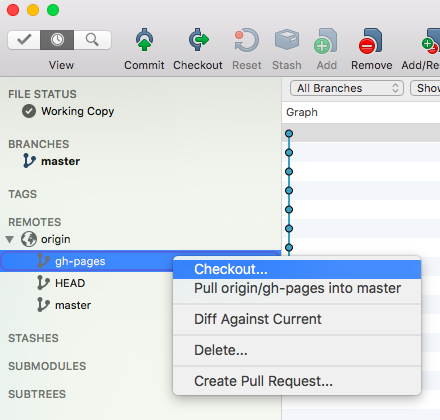 View
Commit
Checkout
Reset
Stash
Add
Remove
Add/Re
FILE STATUS
Working Copy
BRANCHES
master
TAGS
REMOTES
origin
gh-pages
HEAD
master
STASHES
SUBMODULES
SUBTREES
All Branches
Show
Graph
Checkout...
Pull origin/gh-pages into master
Diff Against Current
Delete...
Create Pull Request...